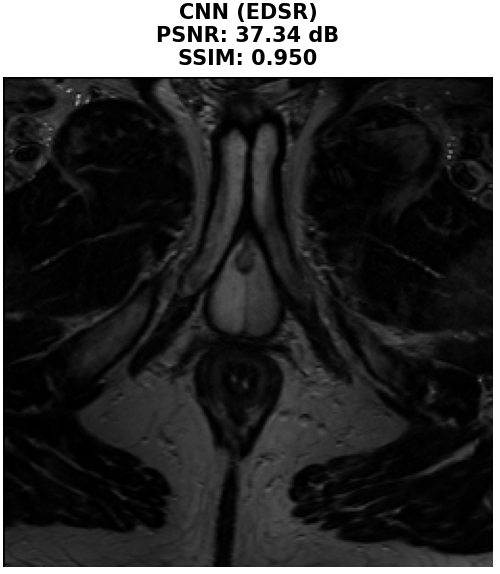 CNN (EDSR)
PSNR: 37.34 dB
SSIM: 0.950